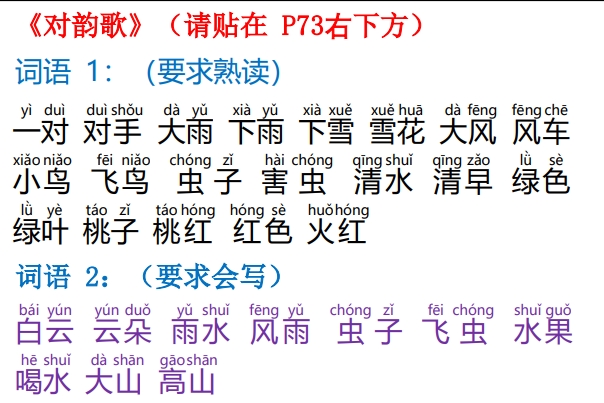 《对韵歌》（请贴在 P73右下方）
词语 1：（要求熟读）
yì duì duì shǒu dà yǔ xià yǔ xià xuě xuě huā dà fēng fēng chē
一对 对手 大雨 下雨 下雪 雪花 大风 风车
xiǎo niǎo fēi niǎo chóng zǐ hài chóng qīng shuǐ qīng zǎo lǜ sè
小鸟 飞鸟 虫子 害虫 清水 清早 绿色
lǜ yè táo zǐ táo hóng hóng sè huǒ hóng
绿叶 桃子 桃红 红色 火红
词语 2：（要求会写）
bái yún yún duǒ yǔ shuǐ fēng yǔ chóng zǐ fēi chóng shuǐ guǒ
白云 云朵 雨水 风雨 虫子 飞虫 水果
hē shuǐ dà shān gāo shān
喝水 大山 高山